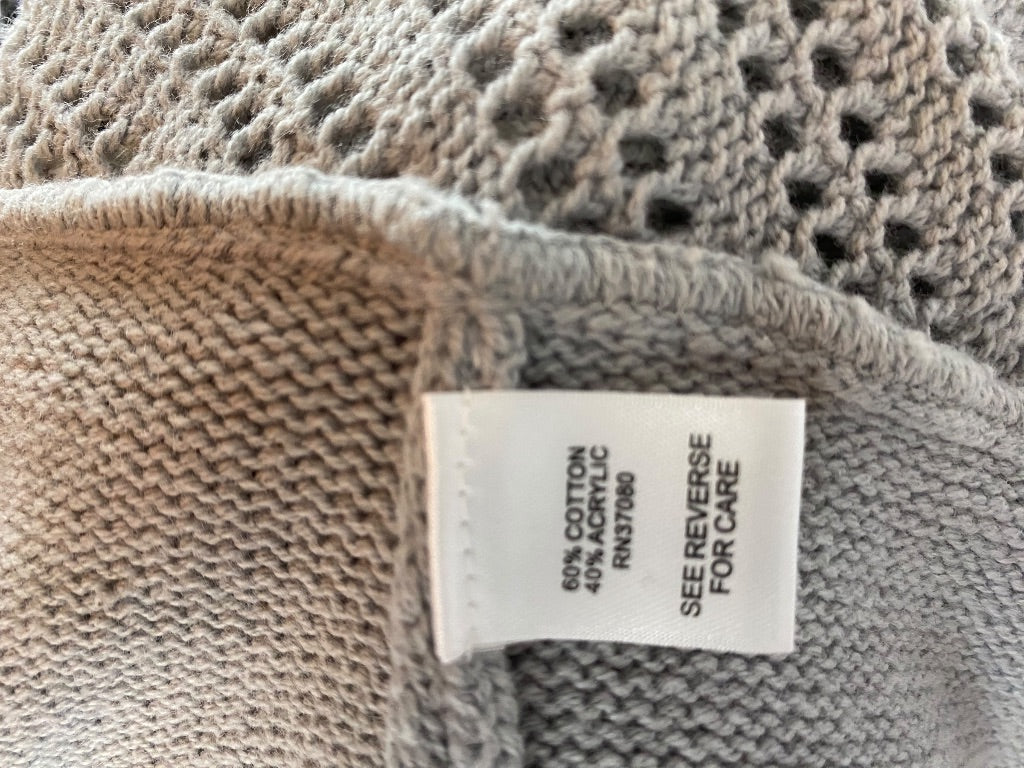 60% COTTON
40% ACRYLIC
RN37080
SEE REVERSE
FOR CARE